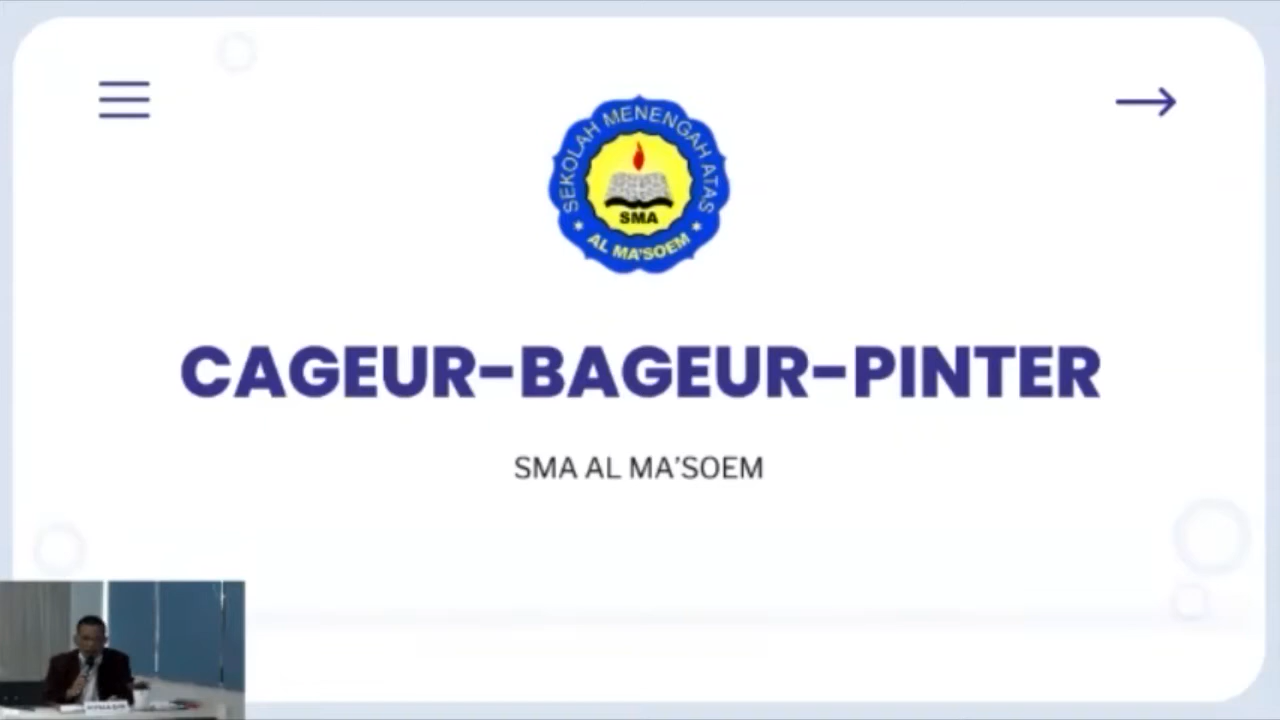 SEKOLAH MENENGAH ATAS
SMA
AL MA'SOEM
CAGEUR-BAGEUR-PINTER
SMA AL MA'SOEM